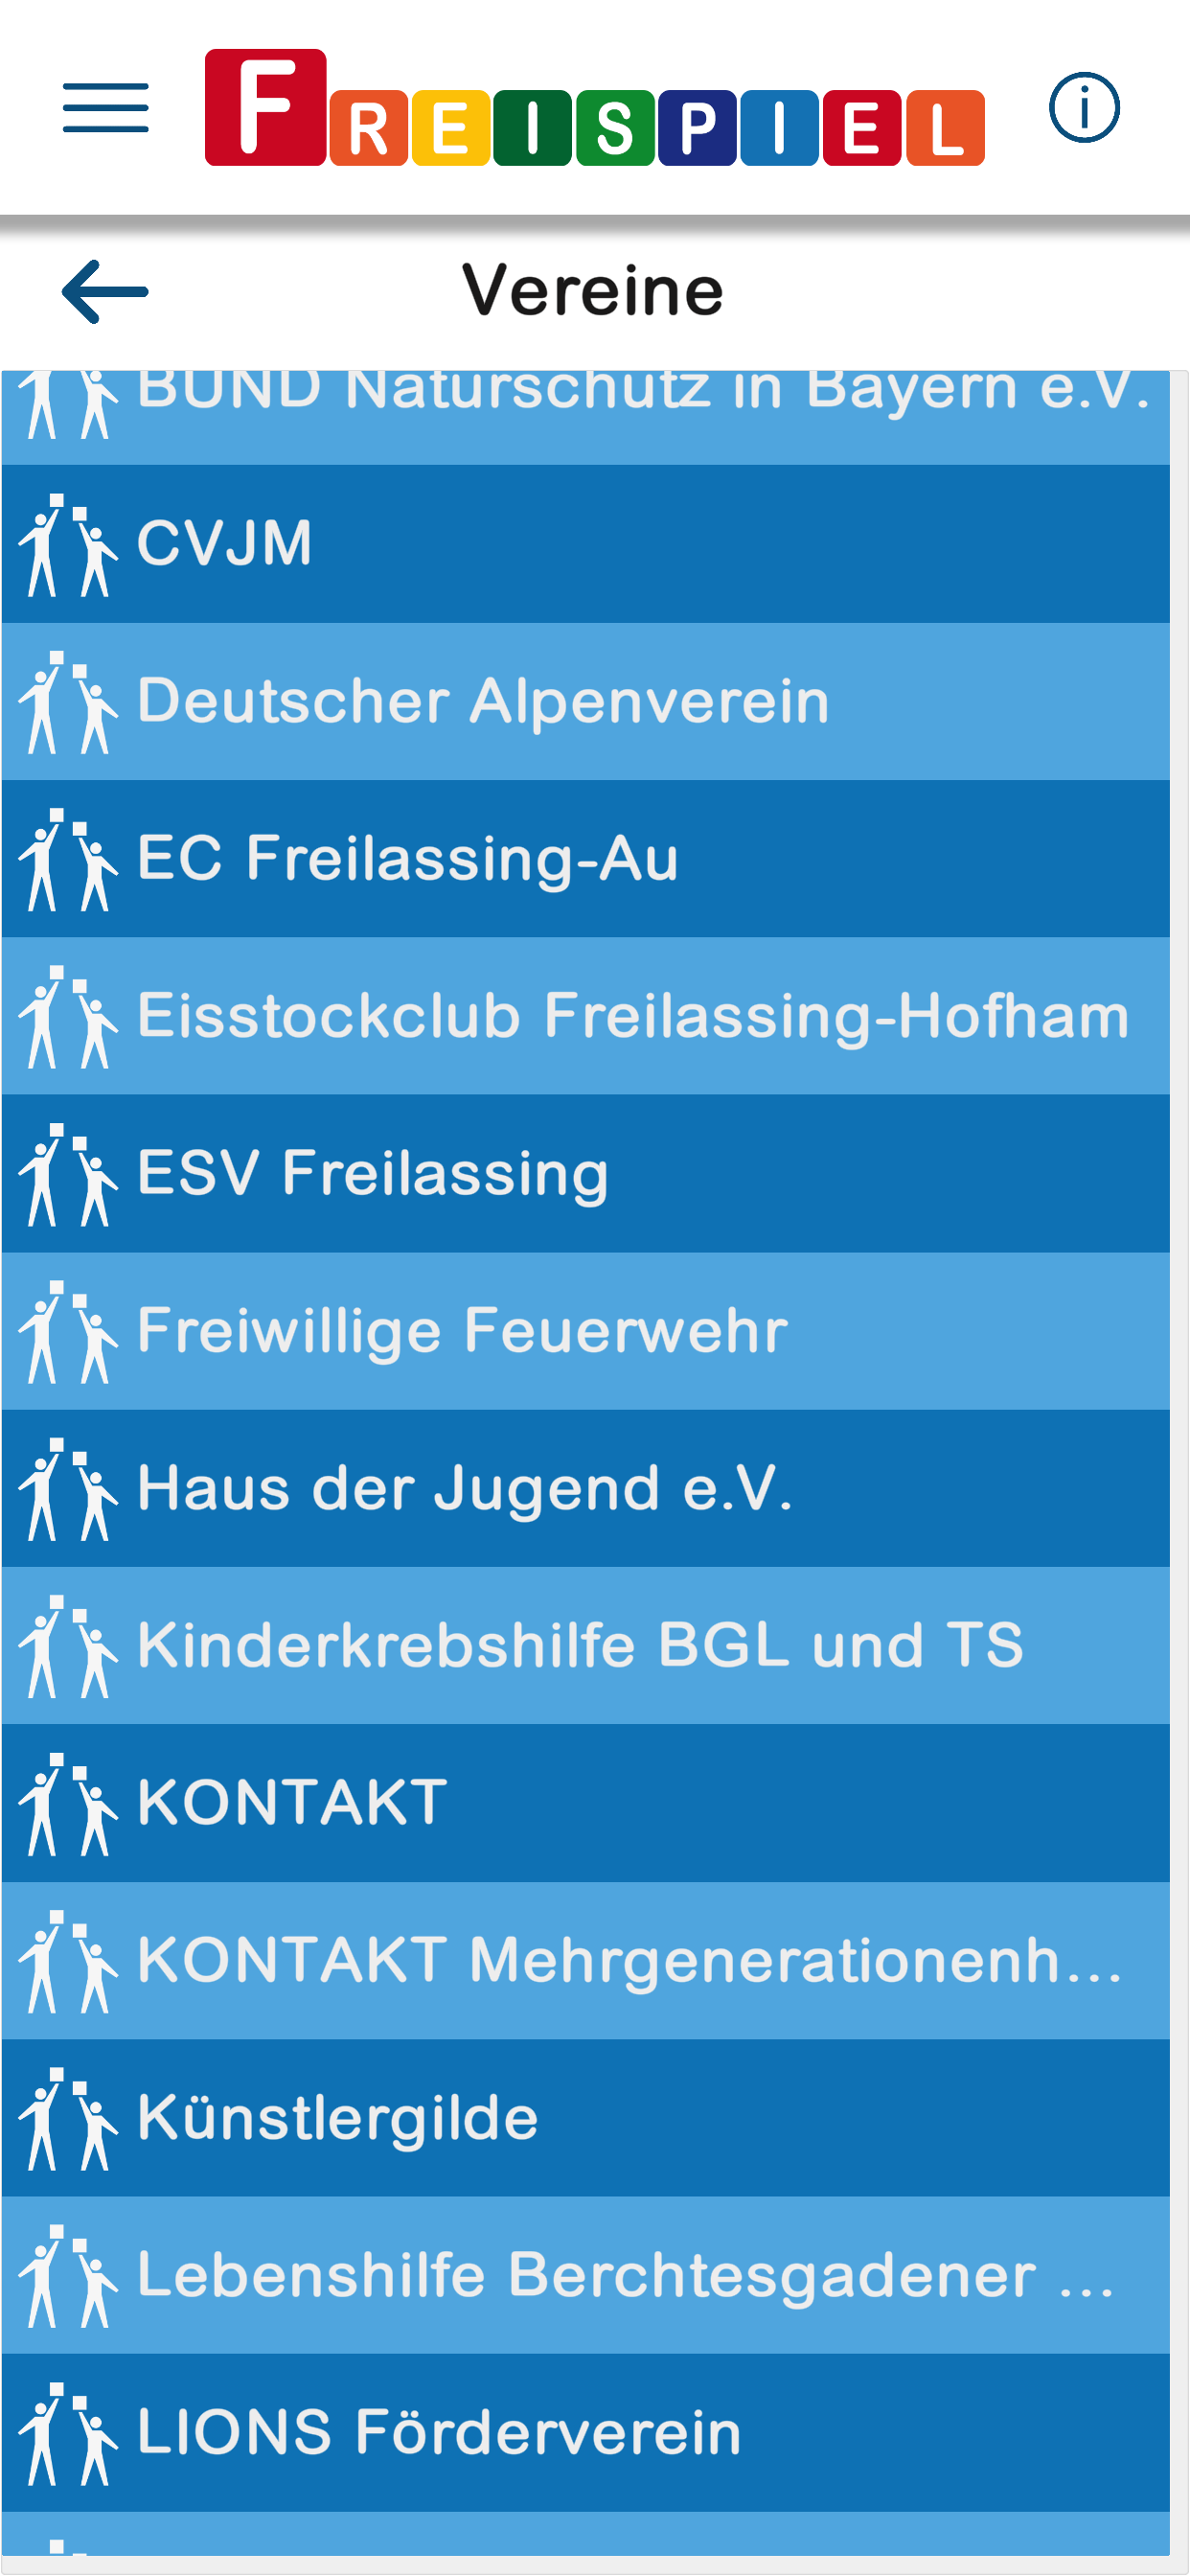 FREISPIEL
Vereine
BUND Naturschutz in Bayern e.V.
CVJM
Deutscher Alpenverein
EC Freilassing-Au
Eisstockclub Freilassing-Hofham
ESV Freilassing
Freiwillige Feuerwehr
Haus der Jugend e.V.
Kinderkrebshilfe BGL und TS
KONTAKT
KONTAKT Mehrgenerationenh...
Künstlergilde
Lebenshilfe Berchtesgadener ...
LIONS Förderverein